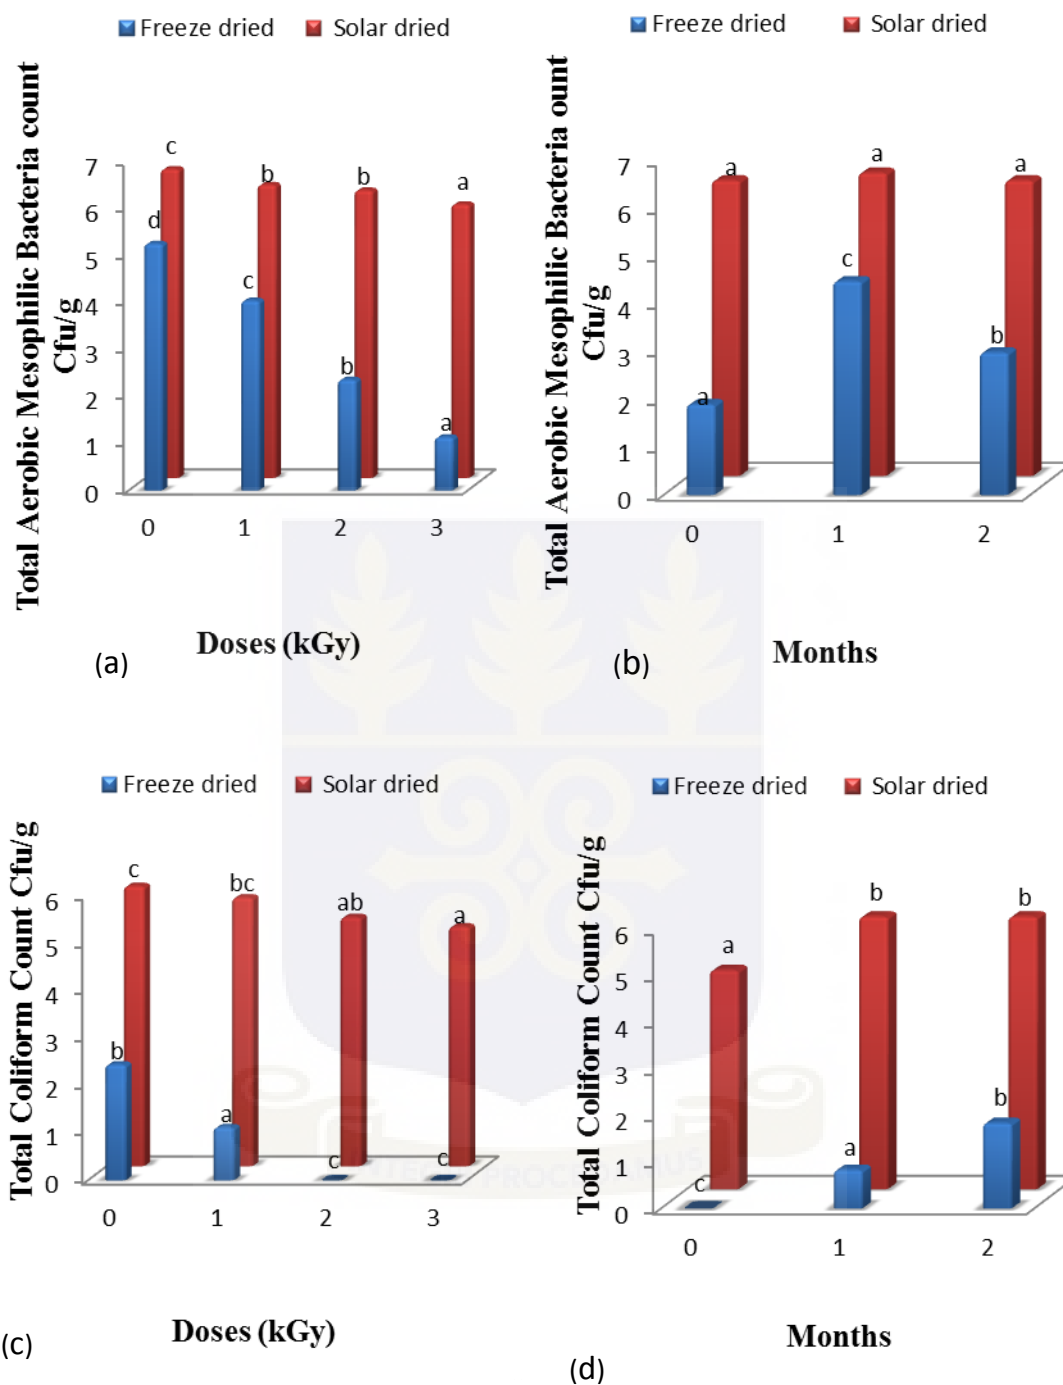 Freeze dried Solar dried
Total Aerobic Mesophilic Bacteria count
Cfu/g
7
6
5
4
3
2
1
0
c
b
b
a
d
c
b
a
0 1 2 3
Doses (kGy)
(a)
Freeze dried Solar dried
Total Aerobic Mesophilic Bacteria ount
Cfu/g
7
6
5
4
3
2
1
0
a
a
a
a
c
b
0 1 2
Months
(b)
Freeze dried Solar dried
Total Coliform Count Cfu/g
6
5
4
3
2
1
0
c
bc
ab
a
b
a
c
c
0 1 2 3
Doses (kGy)
(c)
Freeze dried Solar dried
Total Coliform Count Cfu/g
6
5
4
3
2
1
0
a
b
b
c
a
b
0 1 2
Months
(d)
PROCEDAMUS